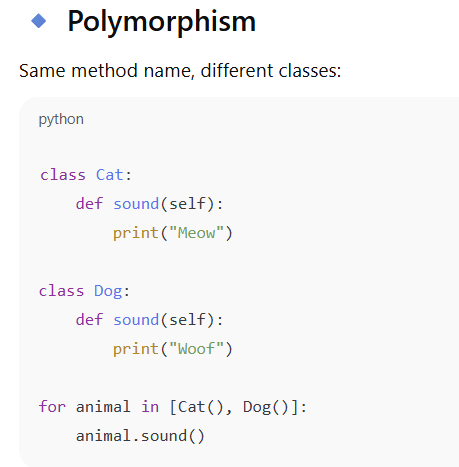 Polymorphism
Same method name, different classes:
python
class Cat:
    def sound(self):
        print("Meow")
class Dog:
    def sound(self):
        print("Woof")
for animal in [Cat(), Dog()]:
    animal.sound()